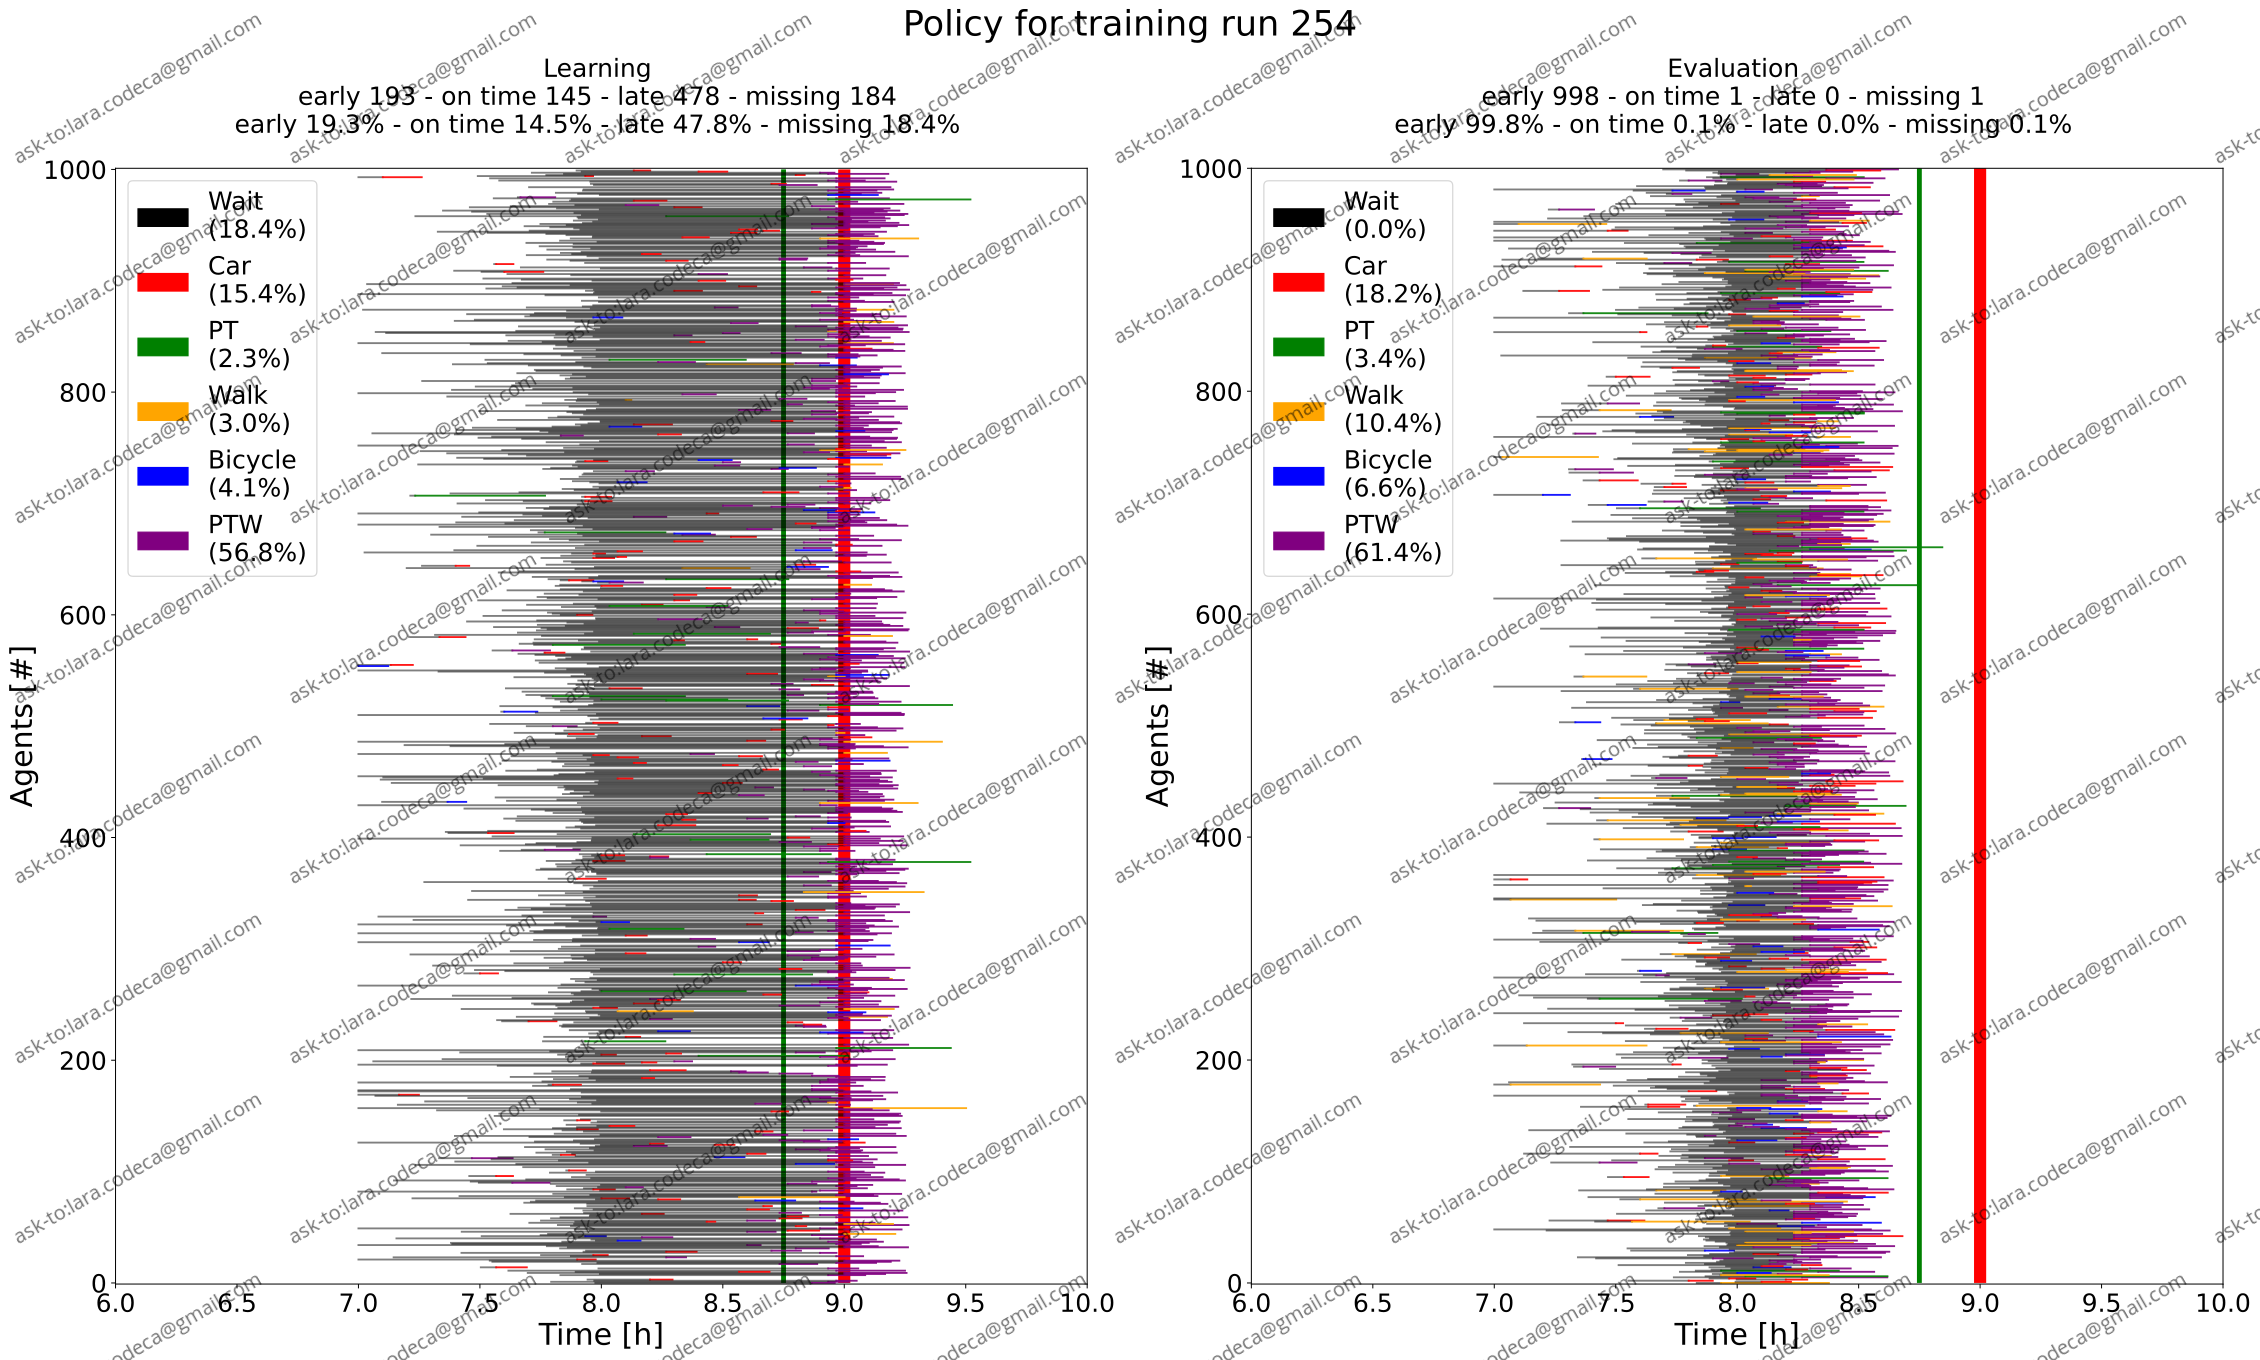 Policy for training run 254
Learning
early 193 - on time 145 - late 478 - missing 184
early 19.3% - on time 14.5% - late 47.8% - missing 18.4%
Wait
(18.4%)
Car
(15.4%)
PT
(2.3%)
Walk
(3.0%)
Bicycle
(4.1%)
PTW
(56.8%)
Agents [#]
1000
800
600
400
200
0
6.0 6.5 7.0 7.5 8.0 8.5 9.0 9.5 10.0
Time [h]
Evaluation
early 998 - on time 1 - late 0 - missing 1
early 99.8% - on time 0.1% - late 0.0% - missing 0.1%
Wait
(0.0%)
Car
(18.2%)
PT
(3.4%)
Walk
(10.4%)
Bicycle
(6.6%)
PTW
(61.4%)
Agents [#]
1000
800
600
400
200
0
6.0 6.5 7.0 7.5 8.0 8.5 9.0 9.5 10.0
Time [h]
ask-to:lara.codeca@gmail.com